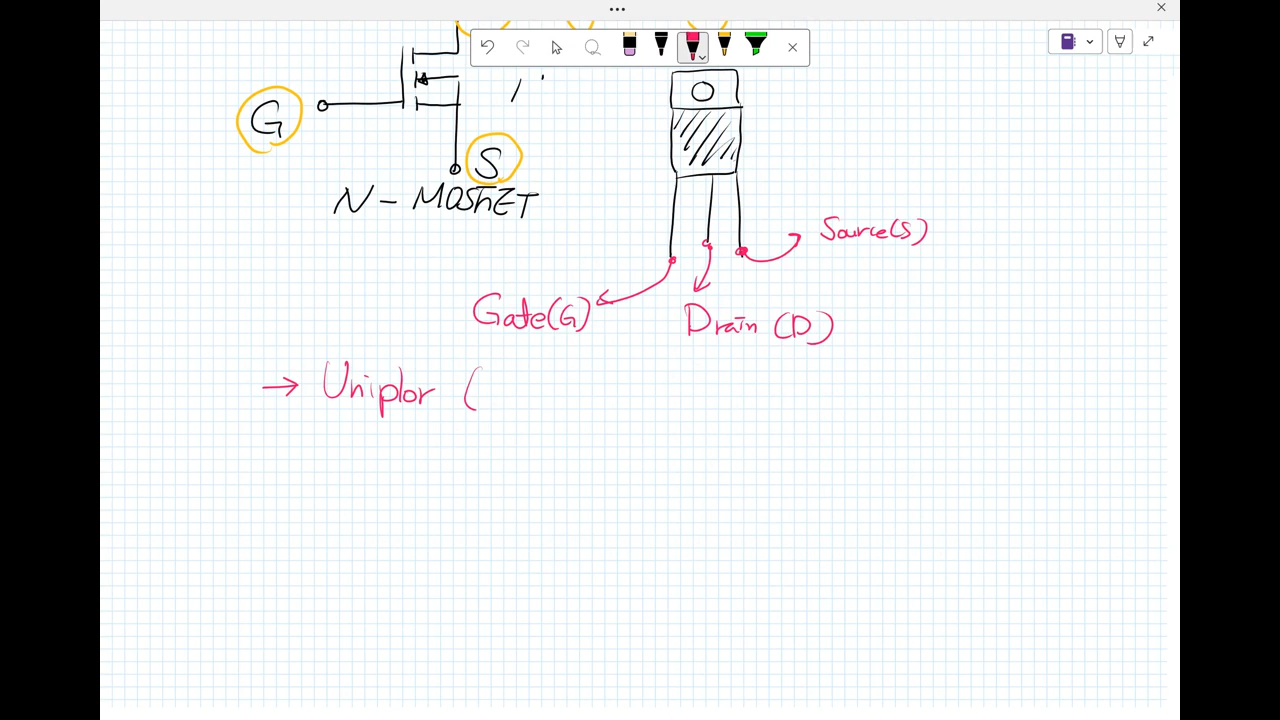 G
S
N - MOSFET
Source(S)
Gate(G)
Drain (D)
→ Uniplor (